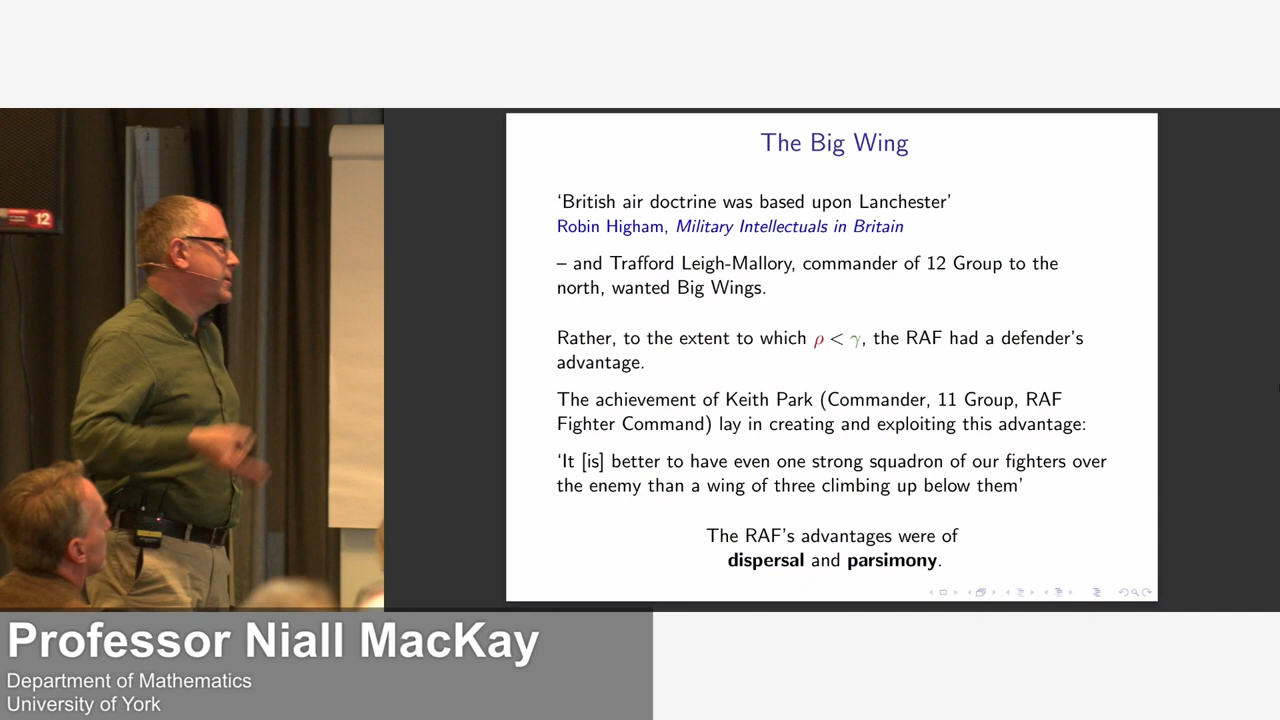 12
The Big Wing
‘British air doctrine was based upon Lanchester’
Robin Higham, Military Intellectuals in Britain
– and Trafford Leigh-Mallory, commander of 12 Group to the
north, wanted Big Wings.
Rather, to the extent to which ρ < γ, the RAF had a defender’s
advantage.
The achievement of Keith Park (Commander, 11 Group, RAF
Fighter Command) lay in creating and exploiting this advantage:
‘It [is] better to have even one strong squadron of our fighters over
the enemy than a wing of three climbing up below them’
The RAF’s advantages were of
dispersal and parsimony.
Professor Niall MacKay
Department of Mathematics
University of York